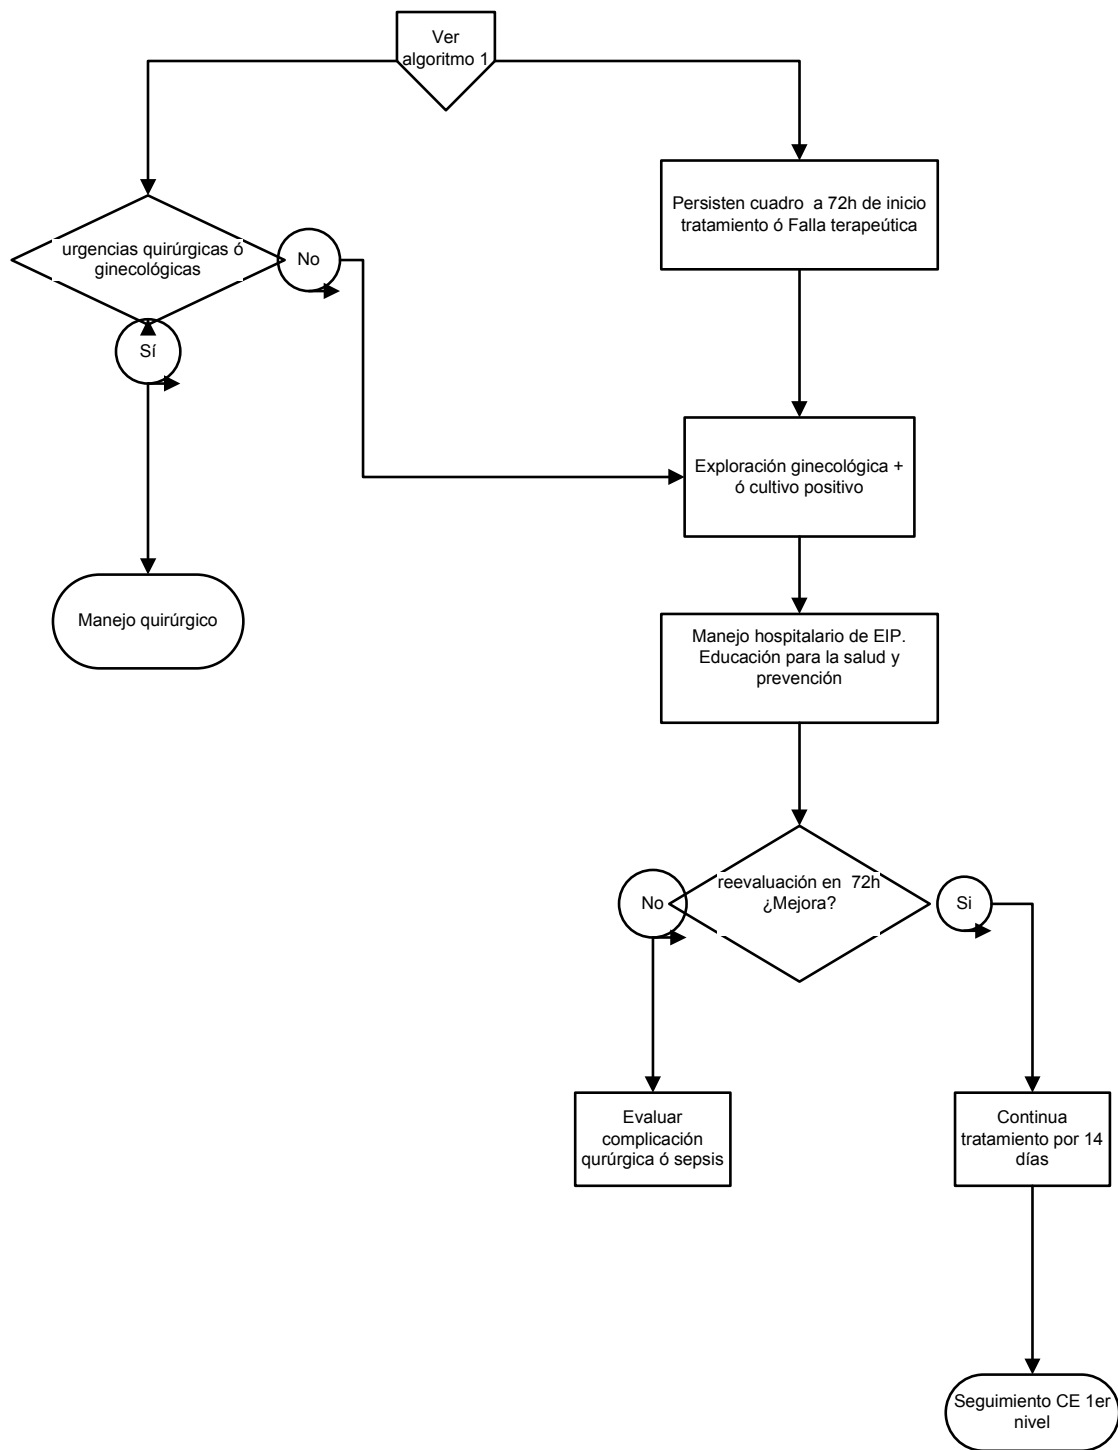 Ver
algoritmo 1
Persisten cuadro a 72h de inicio
tratamiento ó Falla terapeútica
urgencias quirúrgicas ó
ginecológicas
No
Sí
Exploración ginecológica +
ó cultivo positivo
Manejo quirúrgico
Manejo hospitalario de EIP.
Educación para la salud y
prevención
reevaluación en 72h
¿Mejora?
No
Si
Evaluar
complicación
qurúrgica ó sepsis
Continua
tratamiento por 14
días
Seguimiento CE 1er
nivel